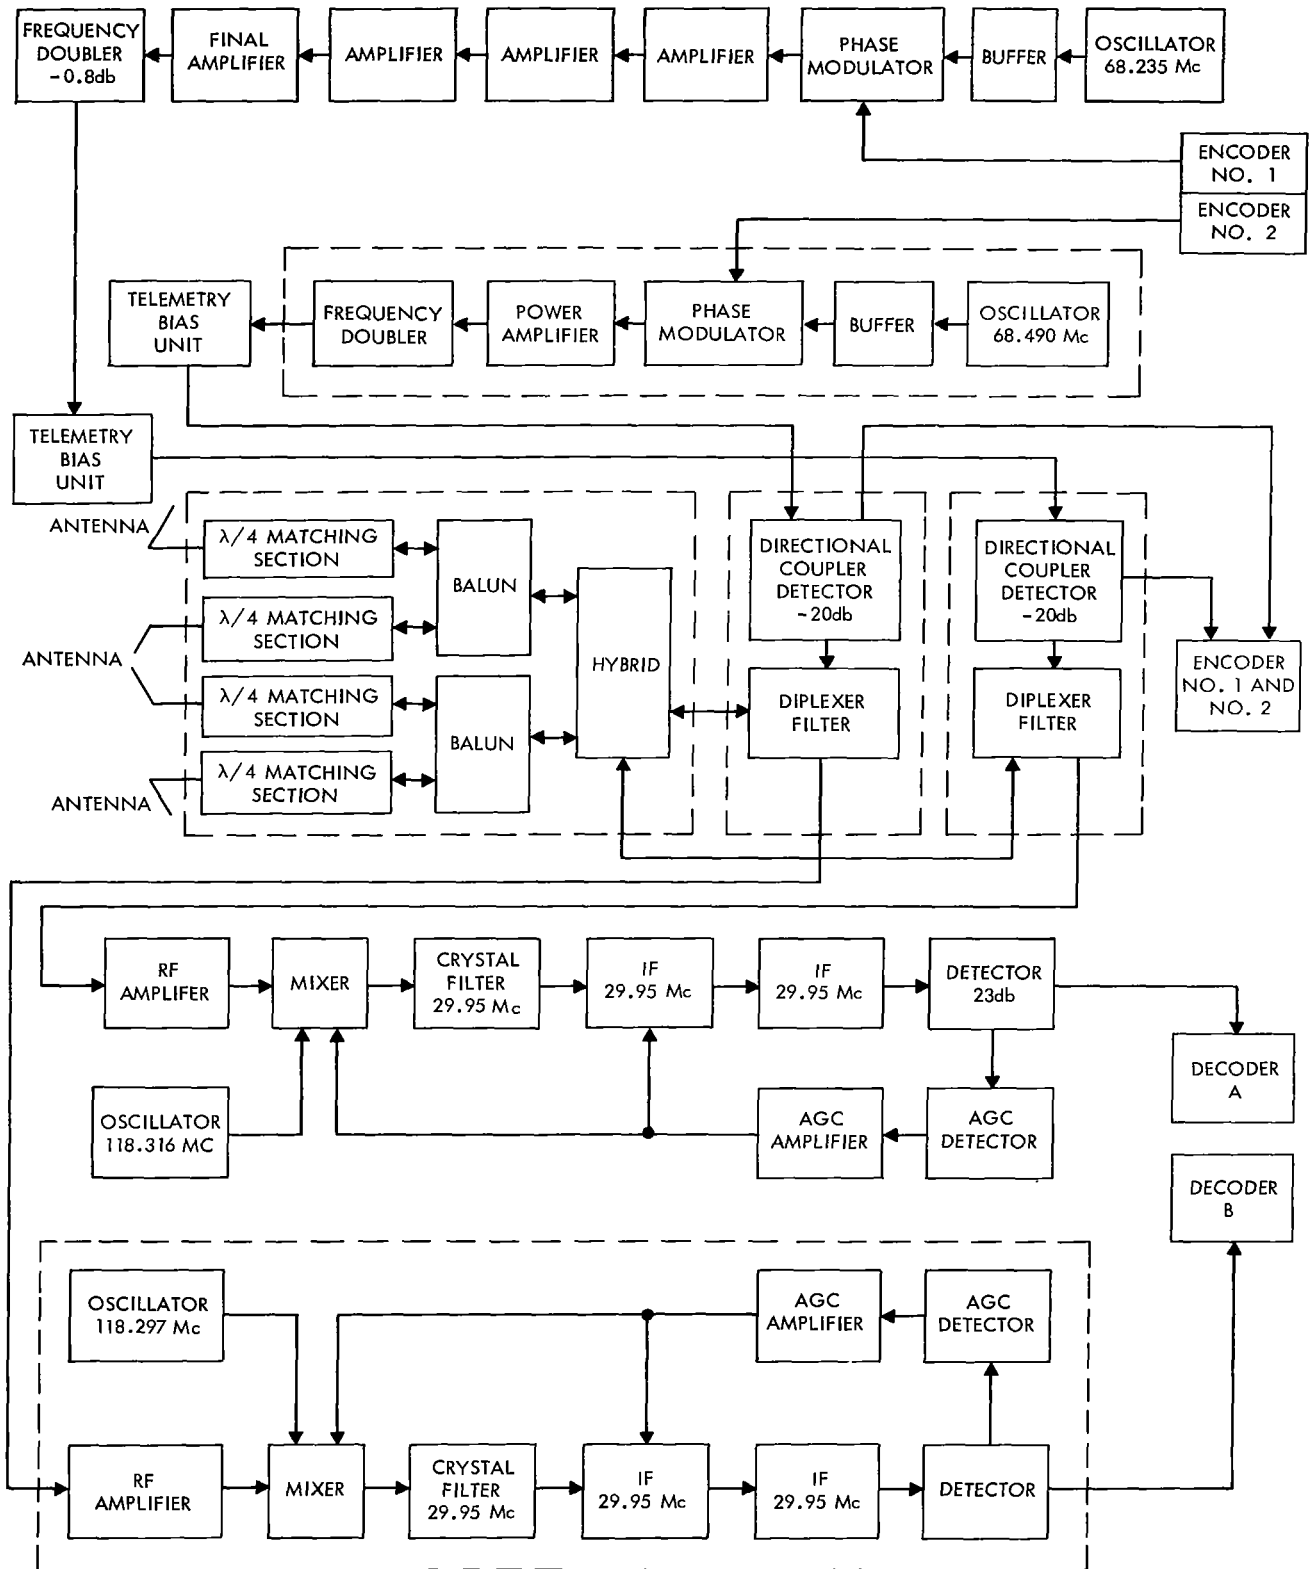 FREQUENCY
DOUBLER
-0.8db
FINAL
AMPLIFIER
AMPLIFIER
AMPLIFIER
AMPLIFIER
PHASE
MODULATOR
BUFFER
OSCILLATOR
68.235 Mc
ENCODER
NO. 1
ENCODER
NO. 2
TELEMETRY
BIAS
UNIT
FREQUENCY
DOUBLER
POWER
AMPLIFIER
PHASE
MODULATOR
BUFFER
OSCILLATOR
68.490 Mc
TELEMETRY
BIAS
UNIT
ANTENNA
λ/4 MATCHING
SECTION
BALUN
DIRECTIONAL
COUPLER
DETECTOR
-20db
DIRECTIONAL
COUPLER
DETECTOR
-20db
ANTENNA
λ/4 MATCHING
SECTION
HYBRID
ENCODER
NO. 1 AND
NO. 2
λ/4 MATCHING
SECTION
BALUN
DIPLEXER
FILTER
DIPLEXER
FILTER
ANTENNA
λ/4 MATCHING
SECTION
RF
AMPLIFER
MIXER
CRYSTAL
FILTER
29.95 Mc
IF
29.95 Mc
IF
29.95 Mc
DETECTOR
23db
DECODER
A
OSCILLATOR
118.316 MC
AGC
AMPLIFIER
AGC
DETECTOR
DECODER
B
OSCILLATOR
118.297 Mc
AGC
AMPLIFIER
AGC
DETECTOR
RF
AMPLIFIER
MIXER
CRYSTAL
FILTER
29.95 Mc
IF
29.95 Mc
IF
29.95 Mc
DETECTOR